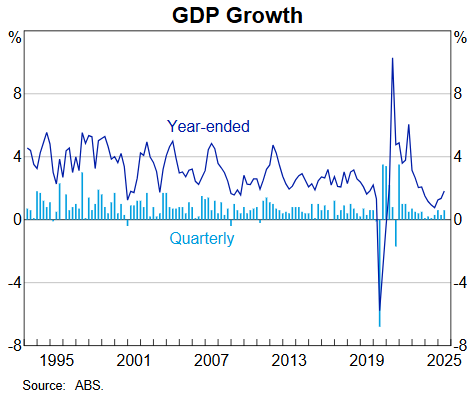 GDP Growth
% %
8 8
4 4
0 0
-4 -4
-8 -8
Year-ended
Quarterly
1995 2001 2007 2013 2019 2025
Source: ABS.